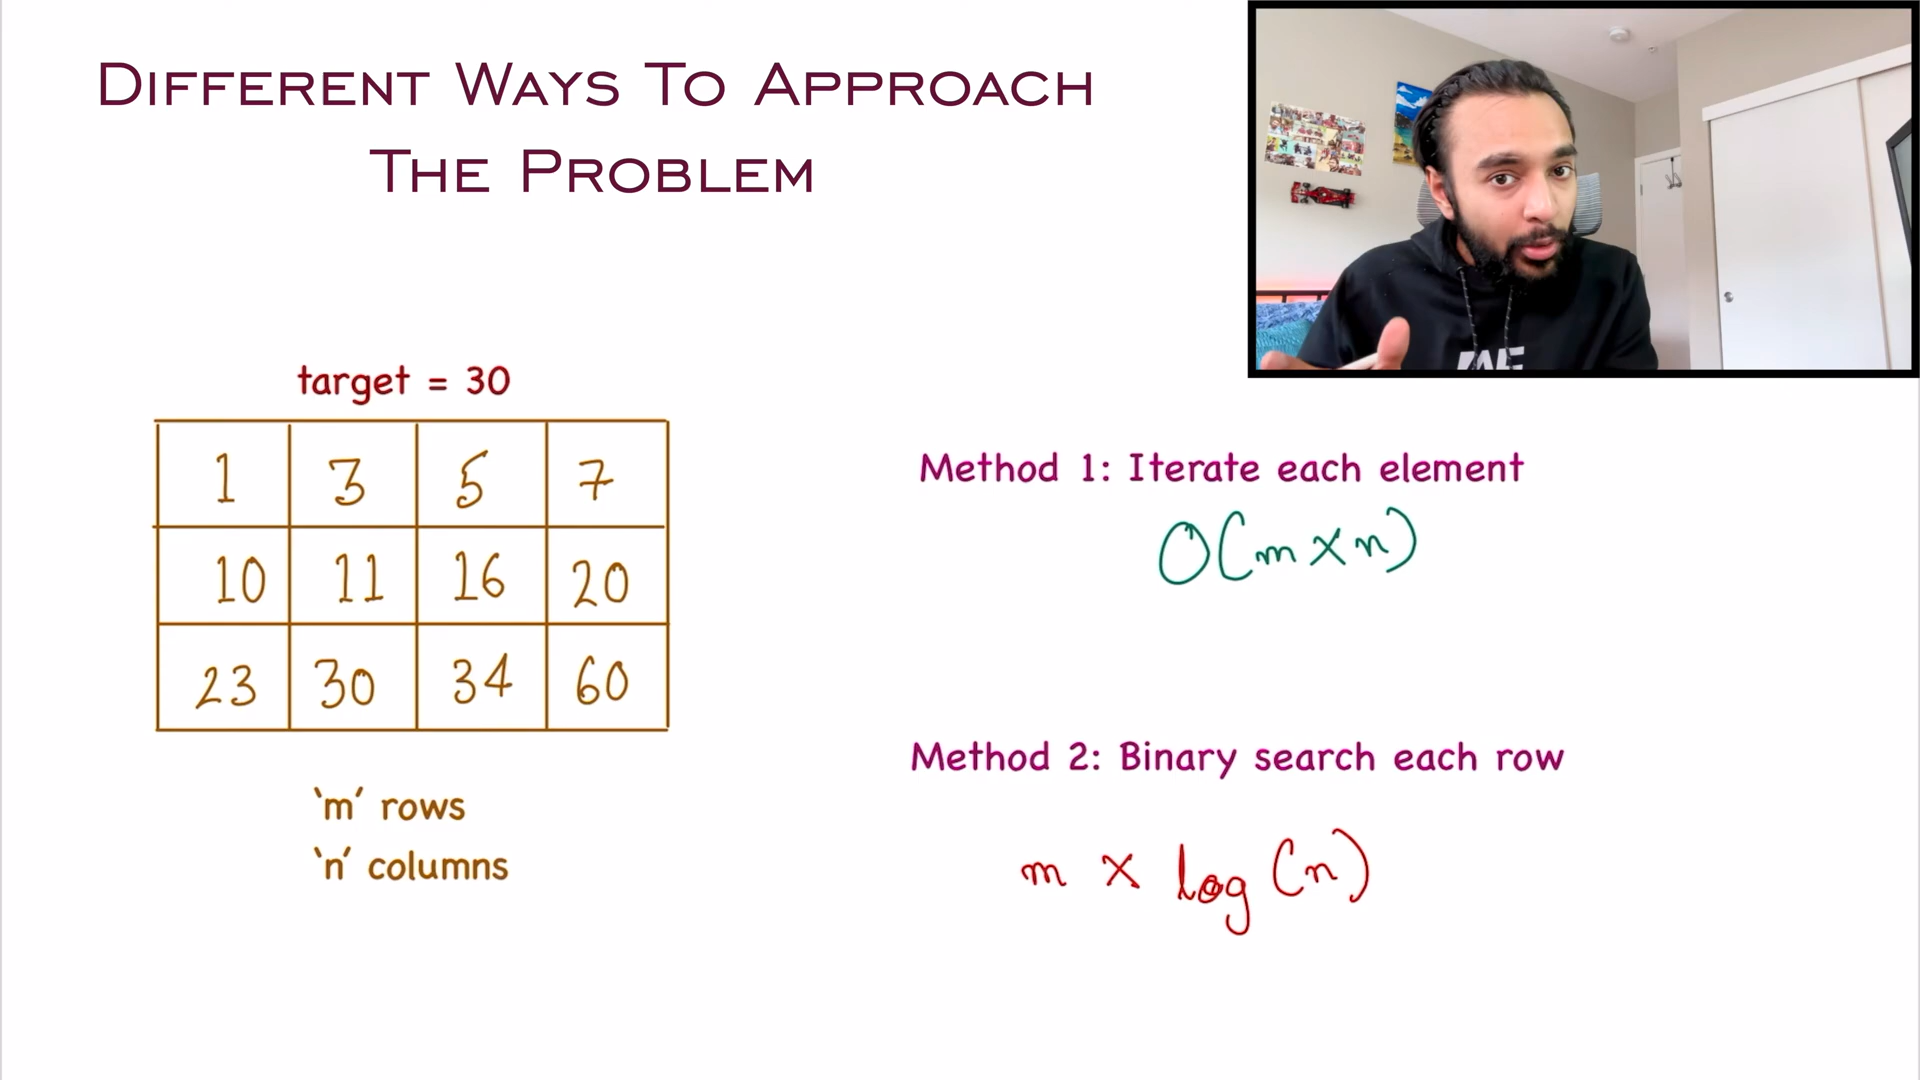 DIFFERENT WAYS TO APPROACH
THE PROBLEM
target = 30
1 3 5 7
10 11 16 20
23 30 34 60
'm' rows
'n' columns
Method 1: Iterate each element
O(m x n)
Method 2: Binary search each row
m x log(n)